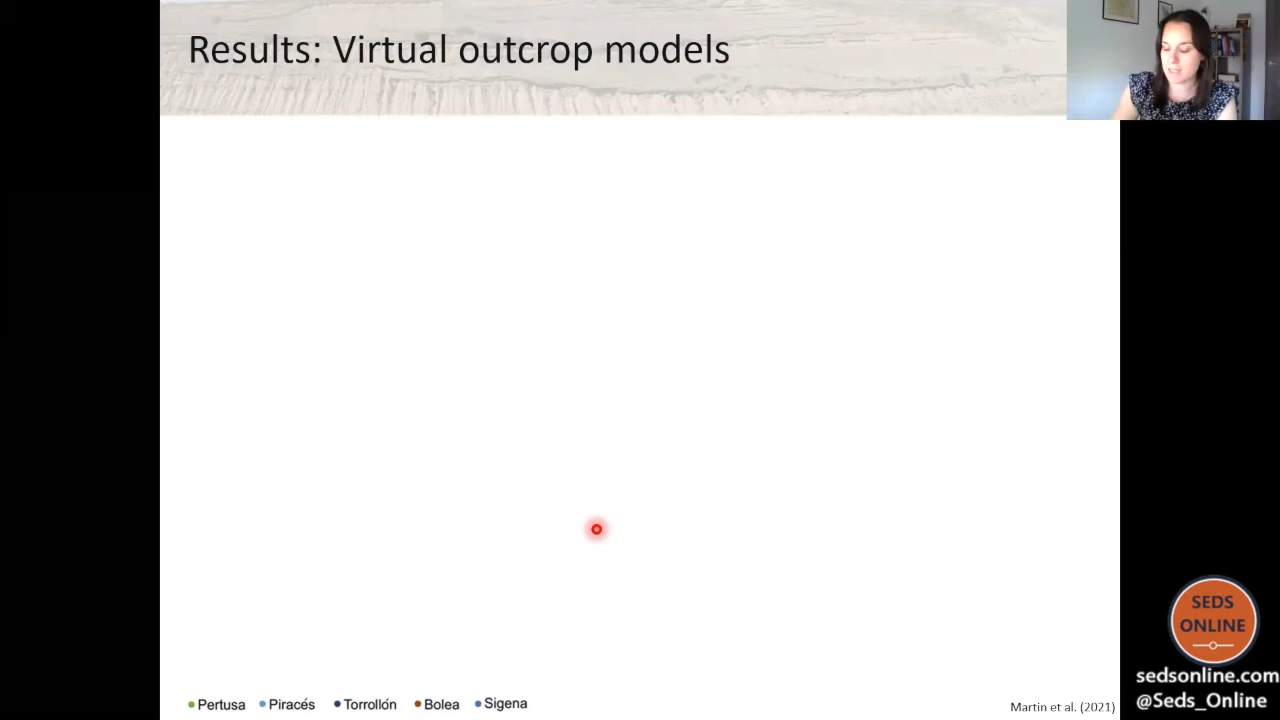 Results: Virtual outcrop models
Pertusa Piracés Torrollón Bolea Sigena
Martin et al. (2021)
SEDS
ONLINE
sedsonline.com
@Seds_Online